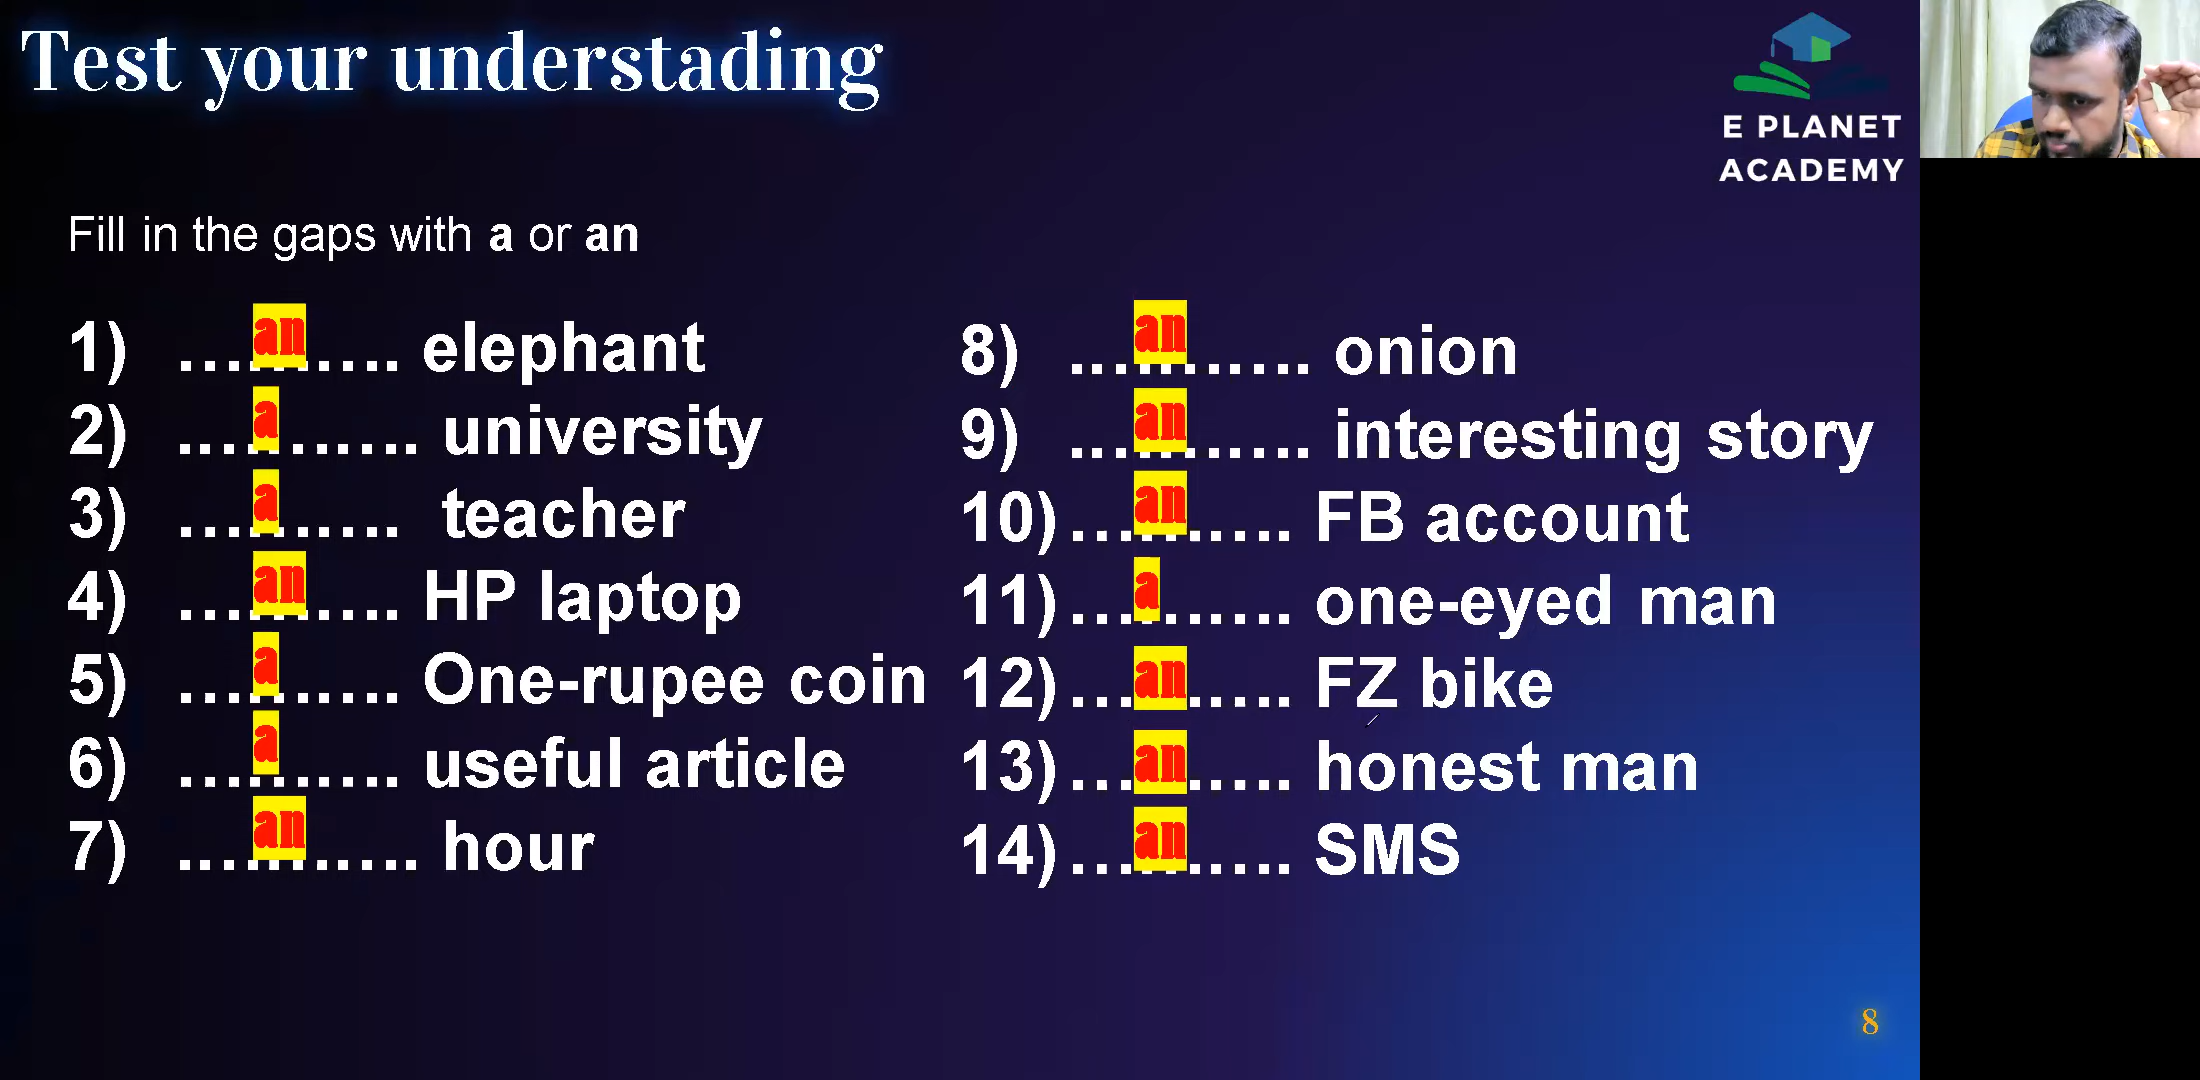 Test your understading
E PLANET
ACADEMY
Fill in the gaps with a or an
1) ....an.... elephant
2) ....a...... university
3) ....a..... teacher
4) ....an.... HP laptop
5) ....a..... One-rupee coin
6) ....a..... useful article
7) ....an..... hour
8) ...an...... onion
9) ...an...... interesting story
10) ...an..... FB account
11) ...a...... one-eyed man
12) ...an..... FZ bike
13) ...an..... honest man
14) ...an..... SMS
8